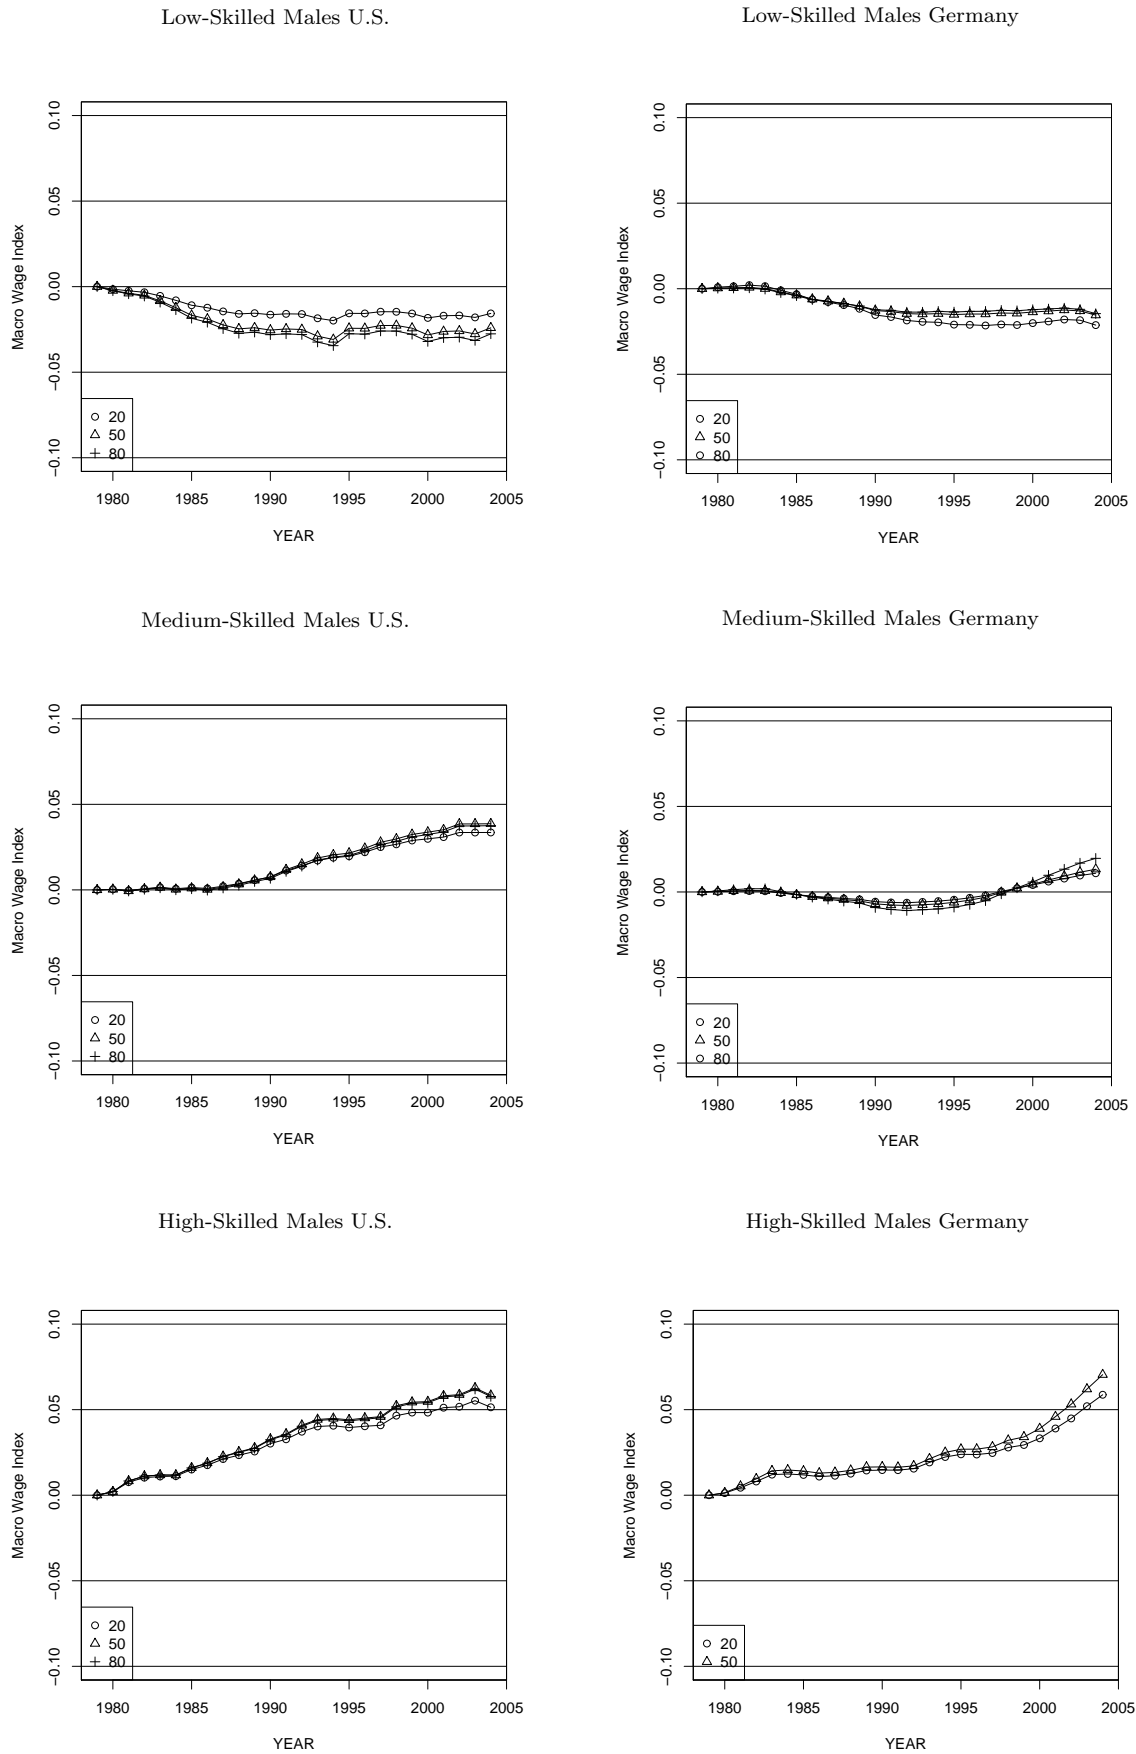 Low-Skilled Males U.S.
0.10
0.05
0.00
−0.05
−0.10
Macro Wage Index
20
50
80
1980 1985 1990 1995 2000 2005
YEAR
Low-Skilled Males Germany
0.10
0.05
0.00
−0.05
−0.10
Macro Wage Index
20
50
80
1980 1985 1990 1995 2000 2005
YEAR
Medium-Skilled Males U.S.
0.10
0.05
0.00
−0.05
−0.10
Macro Wage Index
20
50
80
1980 1985 1990 1995 2000 2005
YEAR
Medium-Skilled Males Germany
0.10
0.05
0.00
−0.05
−0.10
Macro Wage Index
20
50
80
1980 1985 1990 1995 2000 2005
YEAR
High-Skilled Males U.S.
0.10
0.05
0.00
−0.05
−0.10
Macro Wage Index
20
50
80
1980 1985 1990 1995 2000 2005
YEAR
High-Skilled Males Germany
0.10
0.05
0.00
−0.05
−0.10
Macro Wage Index
20
50
1980 1985 1990 1995 2000 2005
YEAR